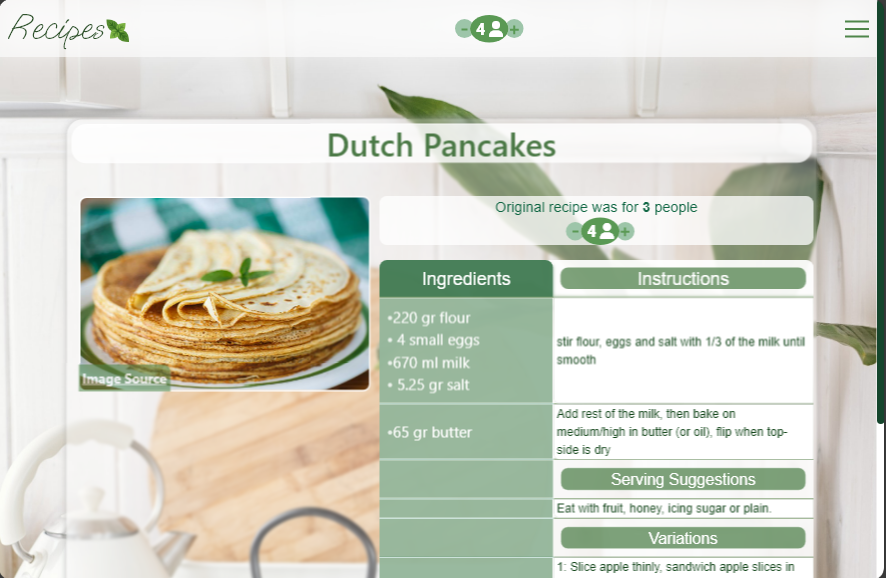 Recipes
- 4 +
Dutch Pancakes
Original recipe was for 3 people
- 4 +
Image Source
Ingredients
Instructions
•220 gr flour
• 4 small eggs
•670 ml milk
• 5.25 gr salt
stir flour, eggs and salt with 1/3 of the milk until
smooth
•65 gr butter
Add rest of the milk, then bake on
medium/high in butter (or oil), flip when top-
side is dry
Serving Suggestions
Eat with fruit, honey, icing sugar or plain.
Variations
1: Slice apple thinly, sandwich apple slices in